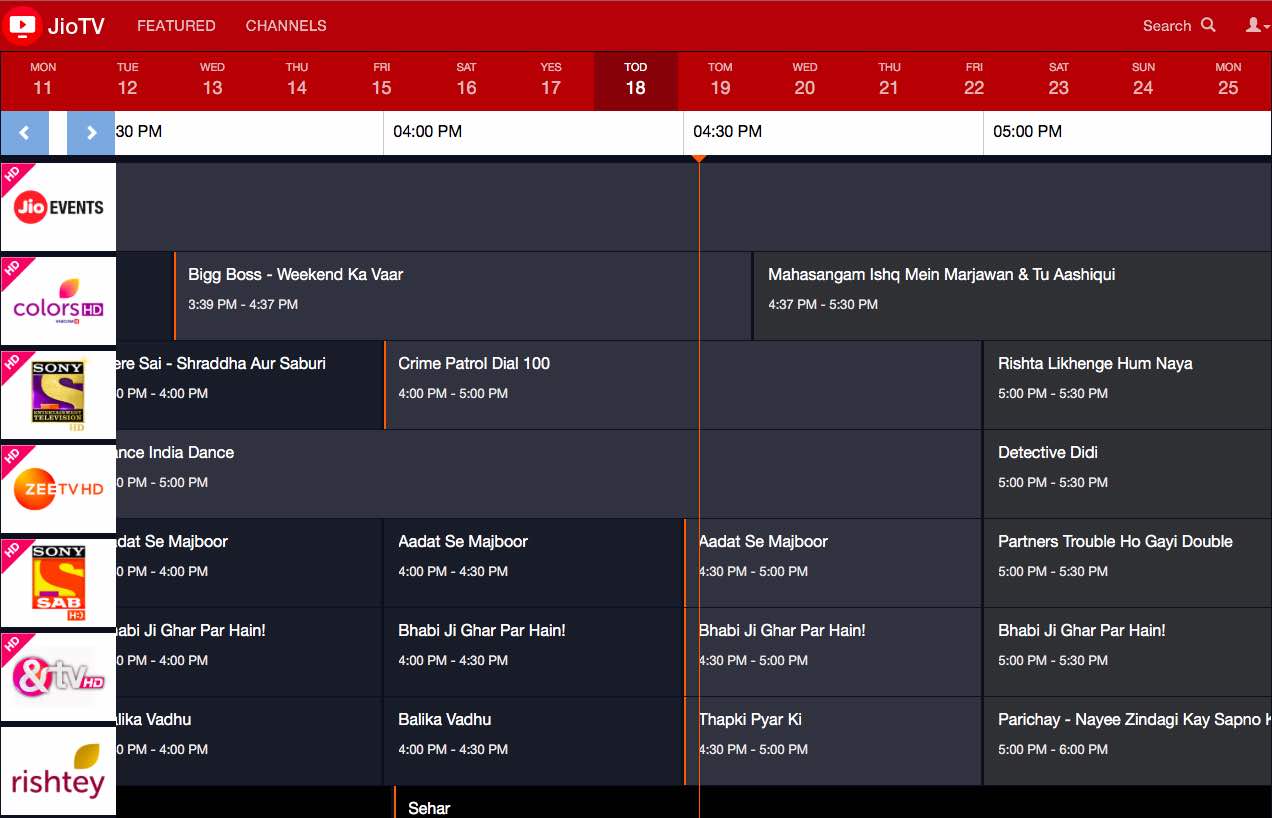 JioTV FEATURED CHANNELS Search
MON TUE WED THU FRI SAT YES TOD TOM WED THU FRI SAT SUN MON
11 12 13 14 15 16 17 18 19 20 21 22 23 24 25
30 PM 04:00 PM 04:30 PM 05:00 PM
HD
Jio EVENTS
HD
colors HD
Bigg Boss - Weekend Ka Vaar
3:39 PM - 4:37 PM
Mahasangam Ishq Mein Marjawan & Tu Aashiqui
4:37 PM - 5:30 PM
HD
SONY
ENTERTAINMENT
TELEVISION
HD
ere Sai - Shraddha Aur Saburi
0 PM - 4:00 PM
Crime Patrol Dial 100
4:00 PM - 5:00 PM
Rishta Likhenge Hum Naya
5:00 PM - 5:30 PM
HD
ZEE TV HD
ance India Dance
0 PM - 5:00 PM
Detective Didi
5:00 PM - 5:30 PM
HD
SONY
SAB
HD
adat Se Majboor
0 PM - 4:00 PM
Aadat Se Majboor
4:00 PM - 4:30 PM
Aadat Se Majboor
4:30 PM - 5:00 PM
Partners Trouble Ho Gayi Double
5:00 PM - 5:30 PM
HD
&tv HD
abi Ji Ghar Par Hain!
0 PM - 4:00 PM
Bhabi Ji Ghar Par Hain!
4:00 PM - 4:30 PM
Bhabi Ji Ghar Par Hain!
4:30 PM - 5:00 PM
Bhabi Ji Ghar Par Hain!
5:00 PM - 5:30 PM
rishtey
alika Vadhu
0 PM - 4:00 PM
Balika Vadhu
4:00 PM - 4:30 PM
Thapki Pyar Ki
4:30 PM - 5:00 PM
Parichay - Nayee Zindagi Kay Sapno K
5:00 PM - 6:00 PM
Sehar